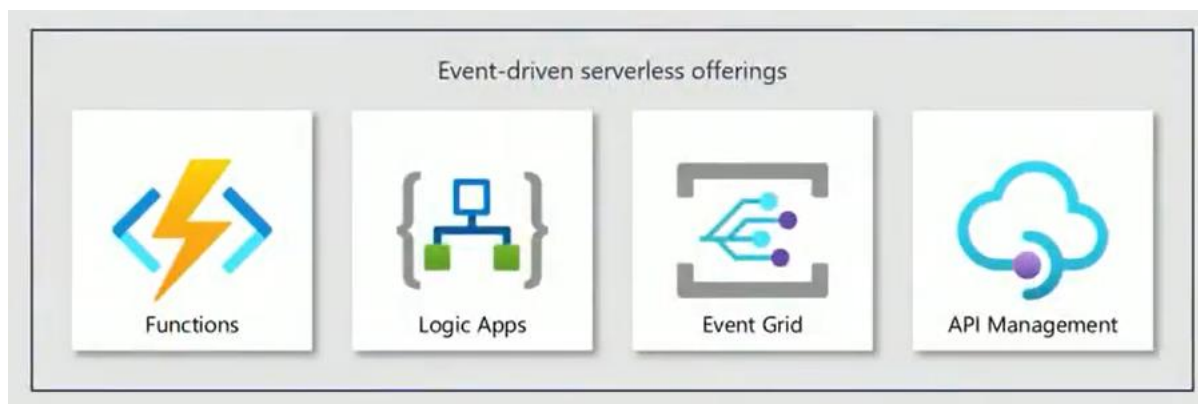 Event-driven serverless offerings
Functions
Logic Apps
Event Grid
API Management